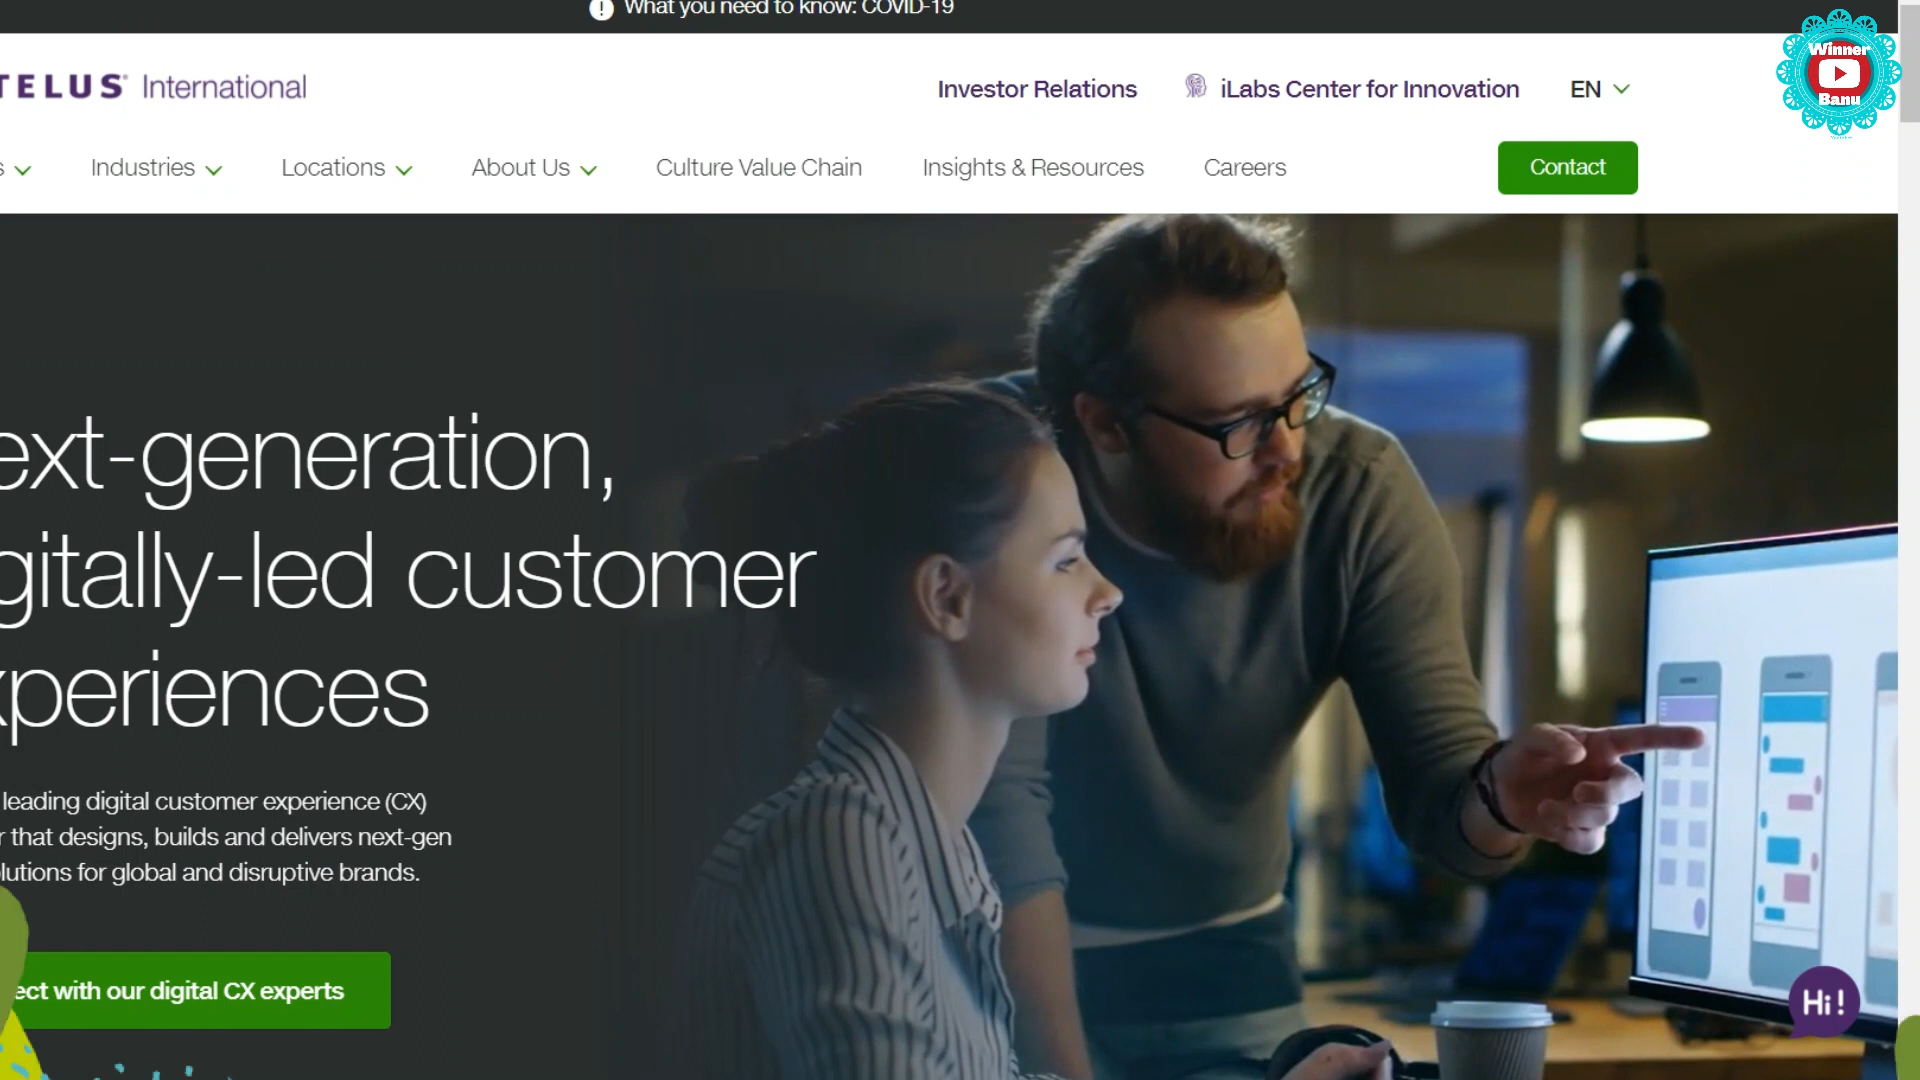 What you need to know: COVID-19
TELUS International
Investor Relations
iLabs Center for Innovation
EN
Winner
Banu
Industries
Locations
About Us
Culture Value Chain
Insights & Resources
Careers
Contact
ext-generation,
gitally-led customer
xperiences
leading digital customer experience (CX)
r that designs, builds and delivers next-gen
lutions for global and disruptive brands.
ect with our digital CX experts
Hi!